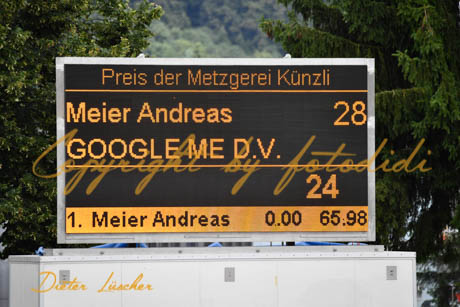 Preis der Metzgerei Künzli
Meier Andreas 28
GOOGLE ME D.V.
Copyright by fotodidi
24
1. Meier Andreas 0.00 65.98
Dieter Lüscher